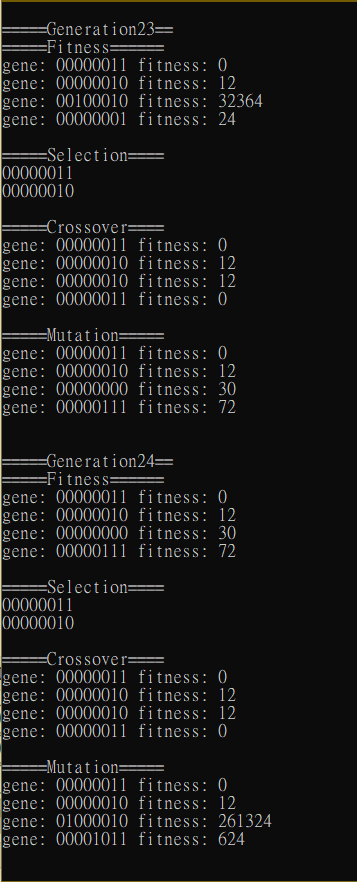 =====Generation23==
=====Fitness======
gene: 00000011 fitness: 0
gene: 00000010 fitness: 12
gene: 00100010 fitness: 32364
gene: 00000001 fitness: 24
=====Selection====
00000011
00000010
=====Crossover====
gene: 00000011 fitness: 0
gene: 00000010 fitness: 12
gene: 00000010 fitness: 12
gene: 00000011 fitness: 0
=====Mutation=====
gene: 00000011 fitness: 0
gene: 00000010 fitness: 12
gene: 00000000 fitness: 30
gene: 00000111 fitness: 72
=====Generation24==
=====Fitness======
gene: 00000011 fitness: 0
gene: 00000010 fitness: 12
gene: 00000000 fitness: 30
gene: 00000111 fitness: 72
=====Selection====
00000011
00000010
=====Crossover====
gene: 00000011 fitness: 0
gene: 00000010 fitness: 12
gene: 00000010 fitness: 12
gene: 00000011 fitness: 0
=====Mutation=====
gene: 00000011 fitness: 0
gene: 00000010 fitness: 12
gene: 01000010 fitness: 261324
gene: 00001011 fitness: 624